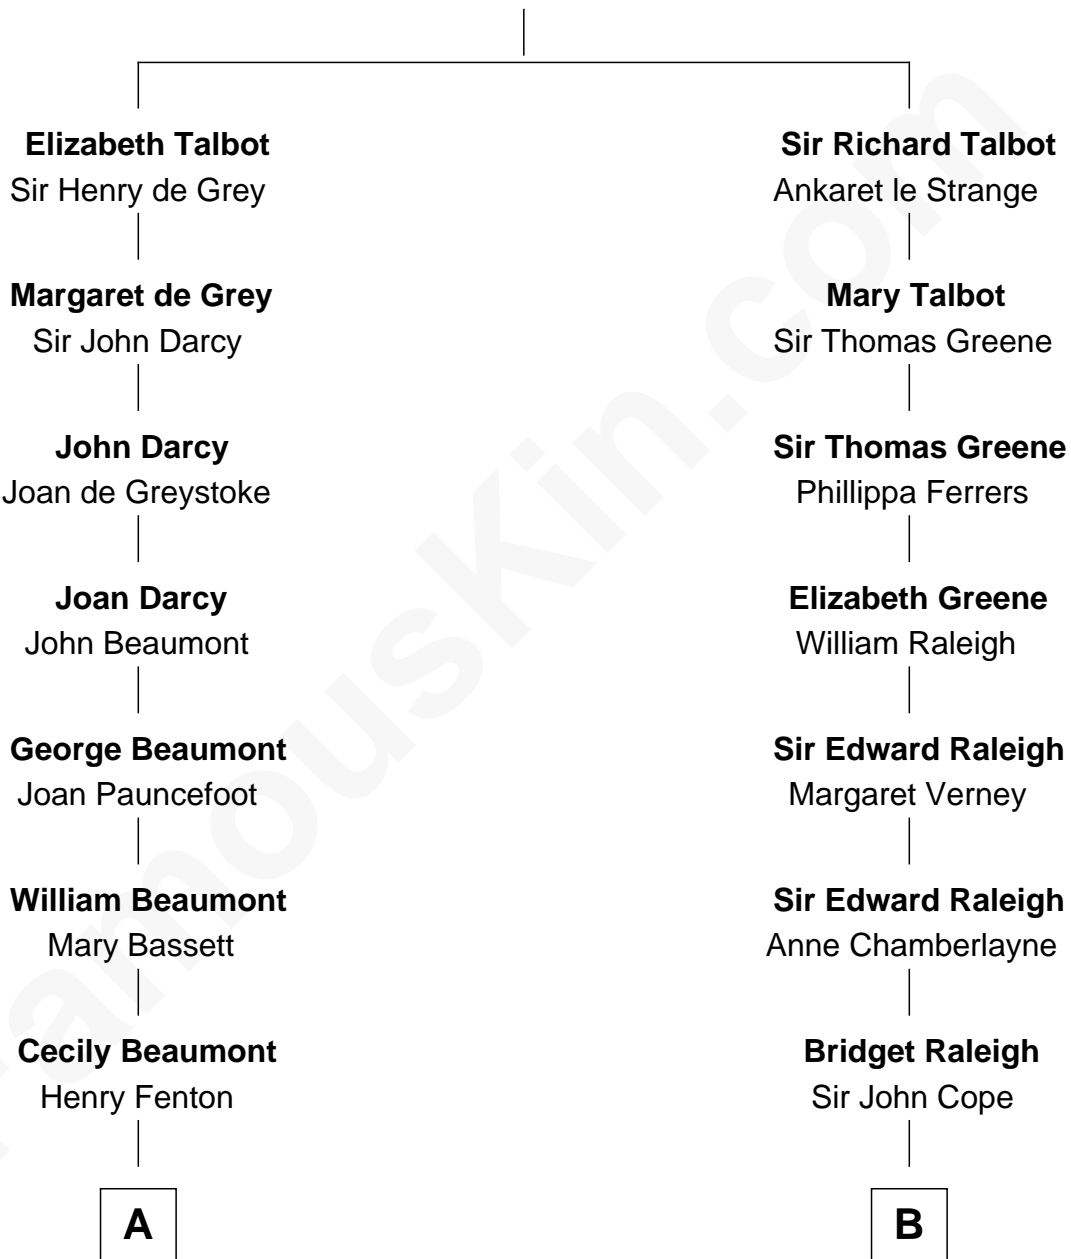 Elizabeth Talbot
Sir Henry de Grey
Margaret de Grey
Sir John Darcy
John Darcy
Joan de Greystoke
Joan Darcy
John Beaumont
George Beaumont
Joan Pauncefoot
William Beaumont
Mary Bassett
Cecily Beaumont
Henry Fenton
A
Sir Richard Talbot
Ankaret le Strange
Mary Talbot
Sir Thomas Greene
Sir Thomas Greene
Phillippa Ferrers
Elizabeth Greene
William Raleigh
Sir Edward Raleigh
Margaret Verney
Sir Edward Raleigh
Anne Chamberlayne
Bridget Raleigh
Sir John Cope
B
FamousKin.com